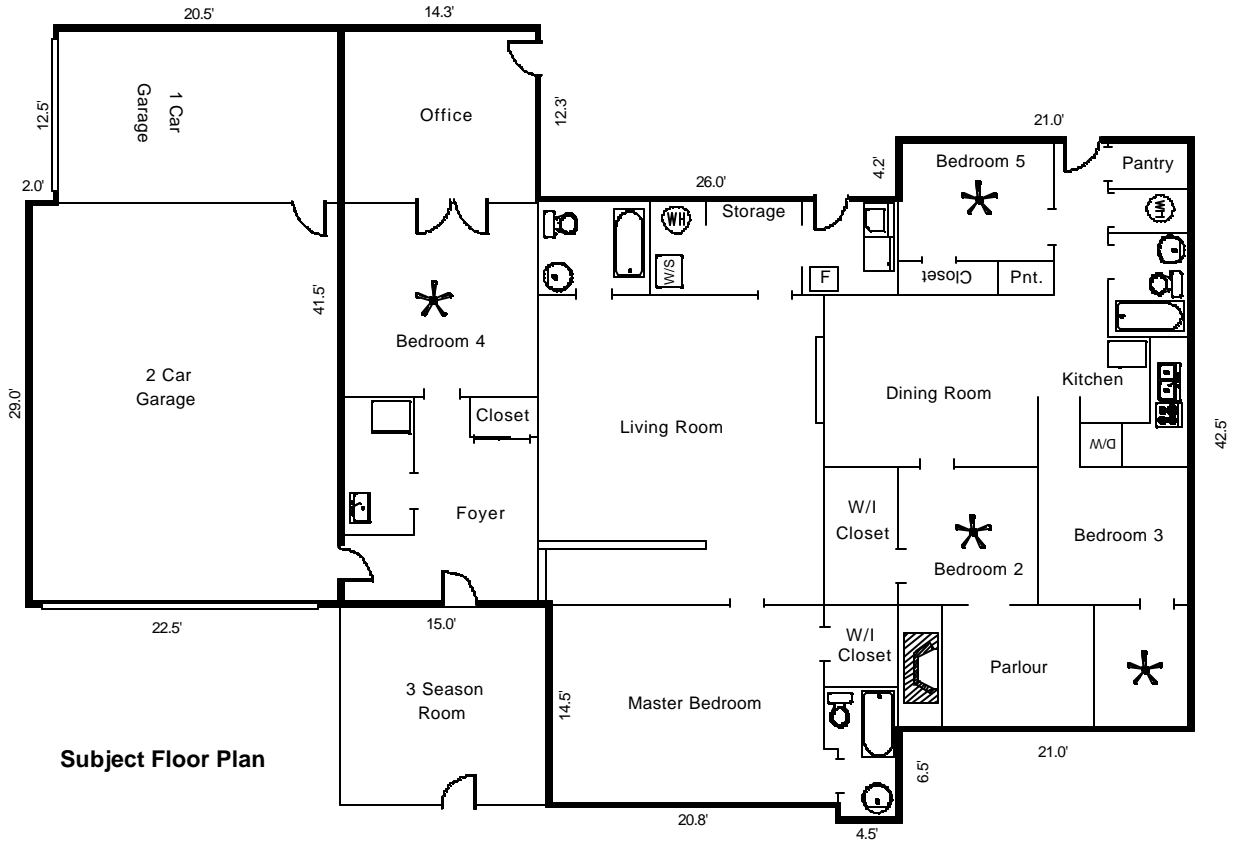 20.5'
14.3'
12.5'
1 Car
Garage
Office
12.3'
21.0'
4.2'
Bedroom 5
Pantry
2.0'
26.0'
Storage
WH
WH
W/S
F
Closet
Pnt.
41.5'
Bedroom 4
2 Car
Garage
29.0'
Closet
Living Room
Dining Room
Kitchen
D/W
42.5'
Foyer
W/I
Closet
Bedroom 2
Bedroom 3
22.5'
15.0'
W/I
Closet
Parlour
3 Season
Room
14.5'
Master Bedroom
Subject Floor Plan
6.5'
21.0'
20.8'
4.5'